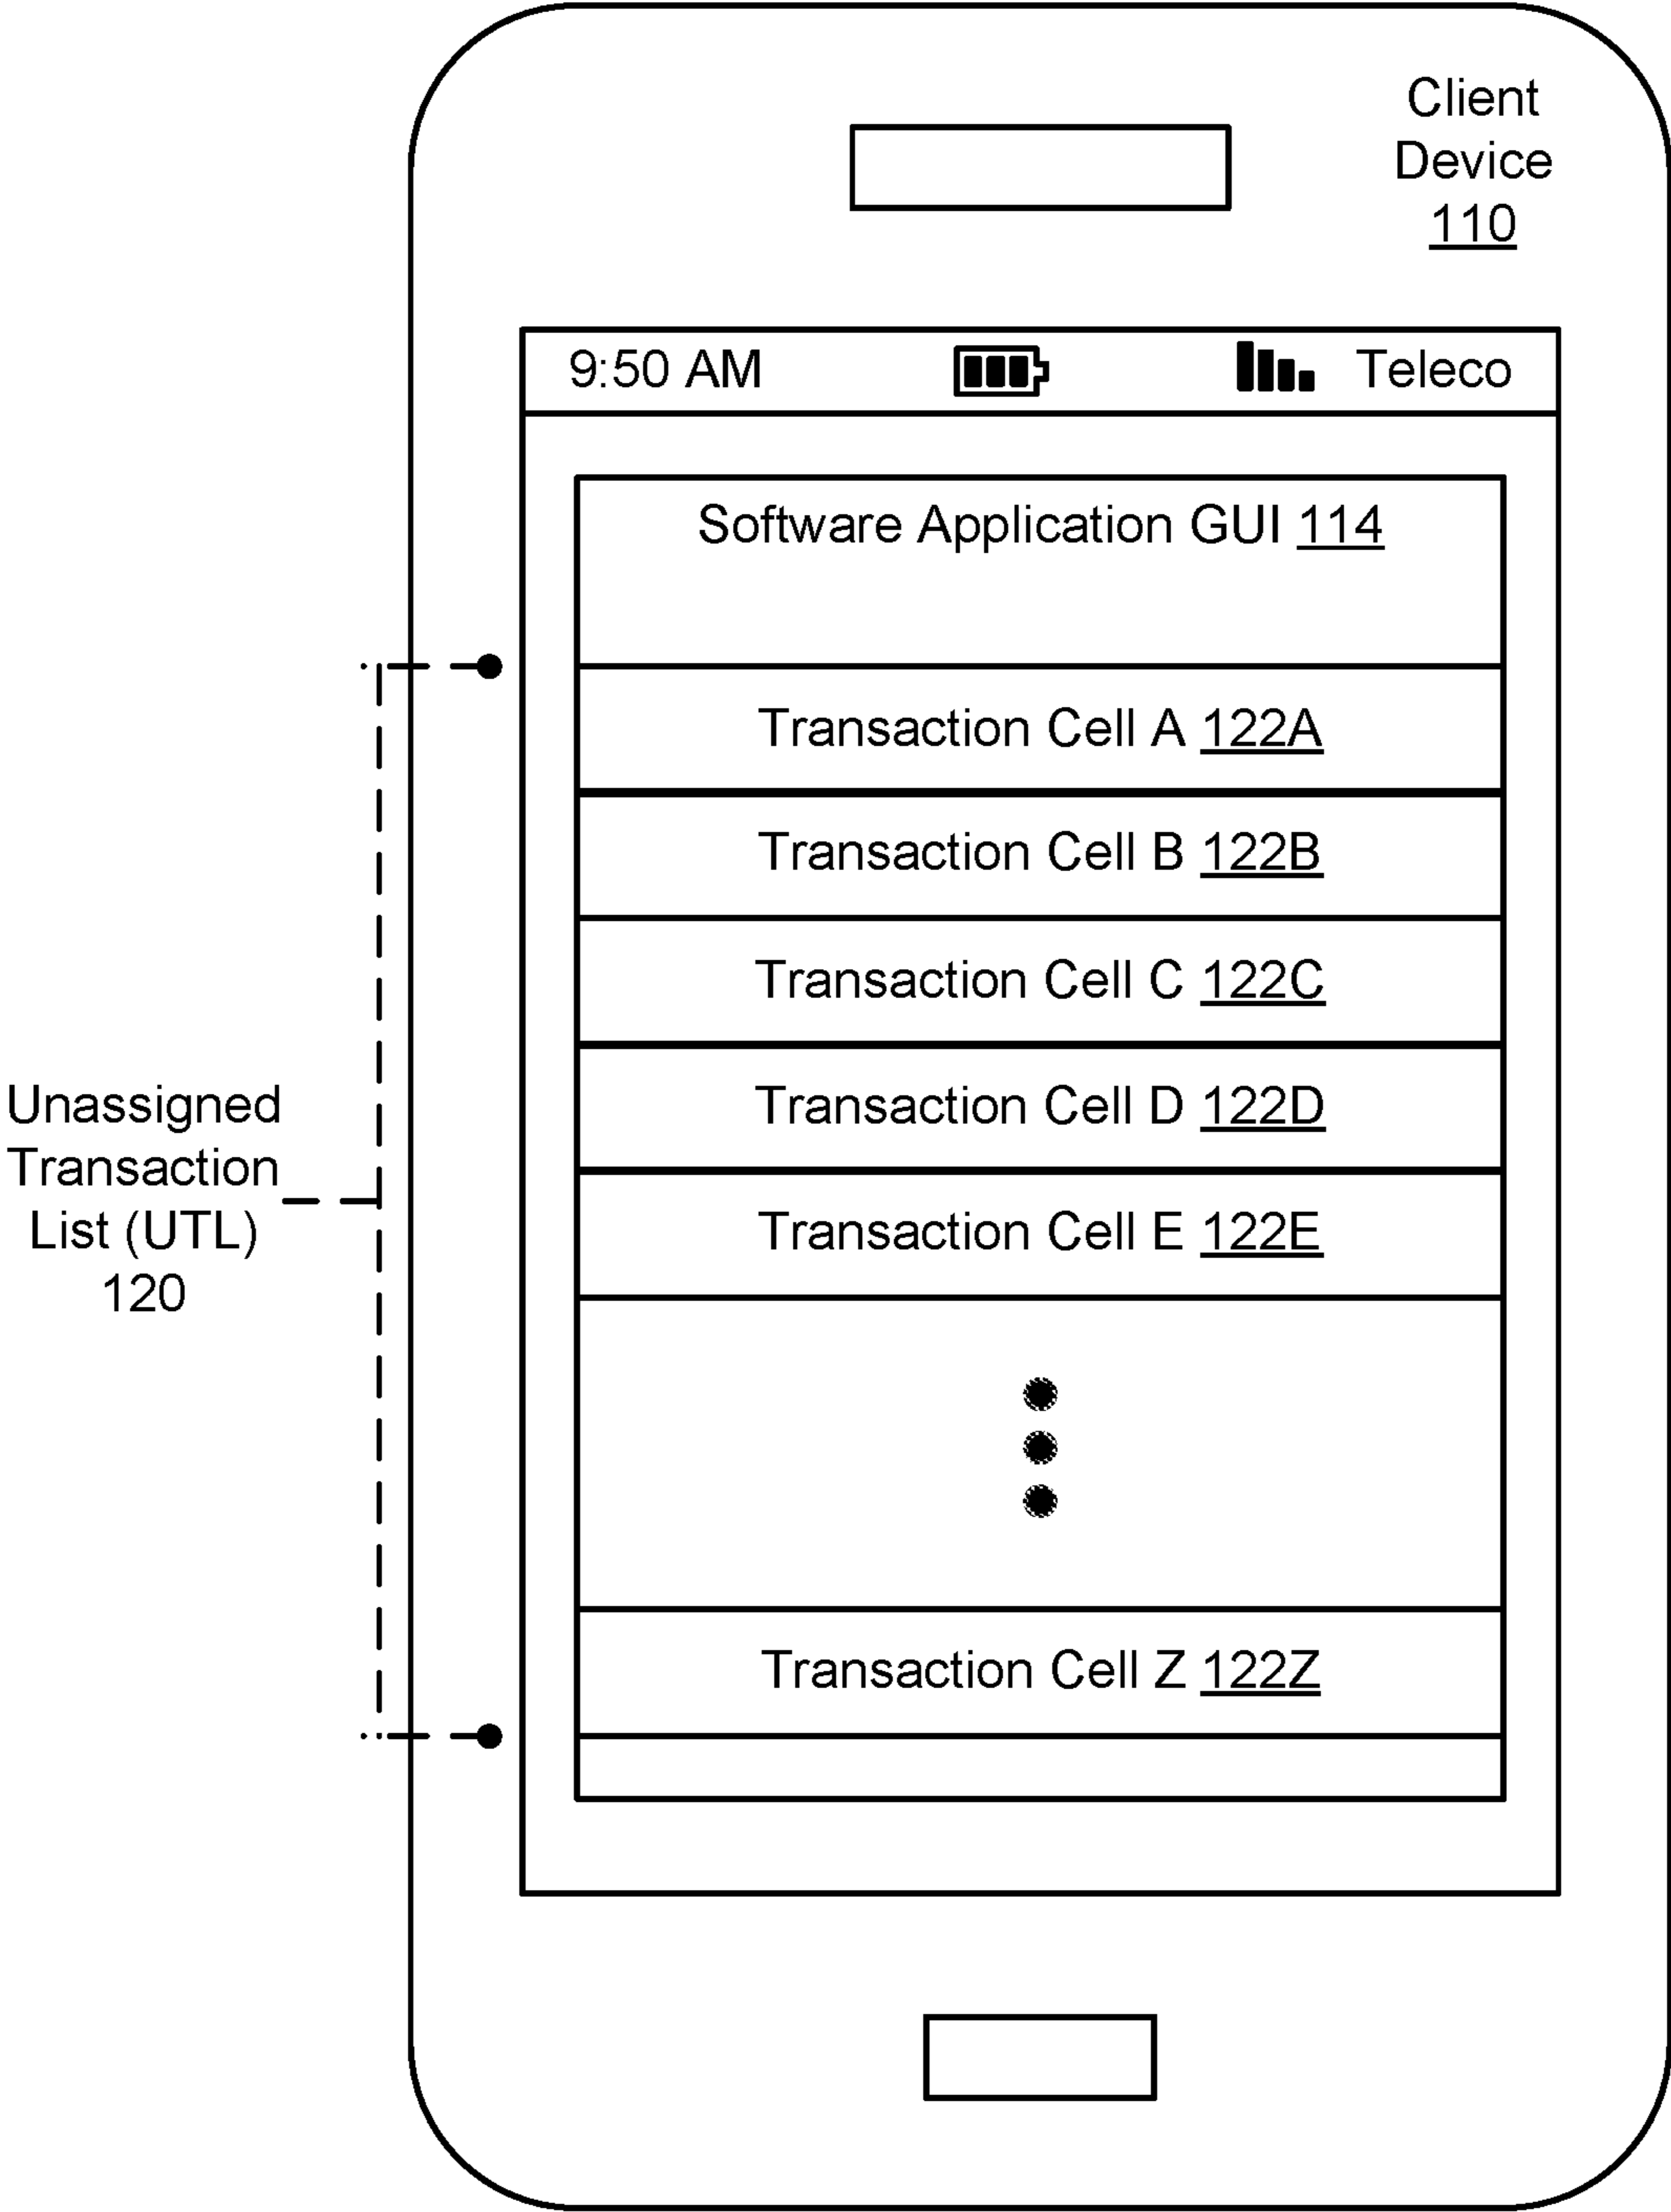 Client
Device
110
9:50 AM Teleco
Software Application GUI 114
Transaction Cell A 122A
Transaction Cell B 122B
Transaction Cell C 122C
Transaction Cell D 122D
Transaction Cell E 122E
Transaction Cell Z 122Z
Unassigned
Transaction
List (UTL)
120